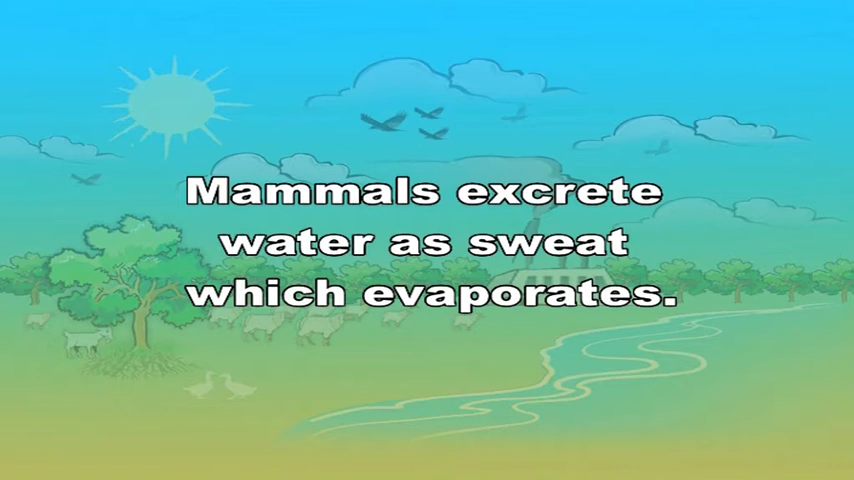 Mammals excrete
water as sweat
which evaporates.